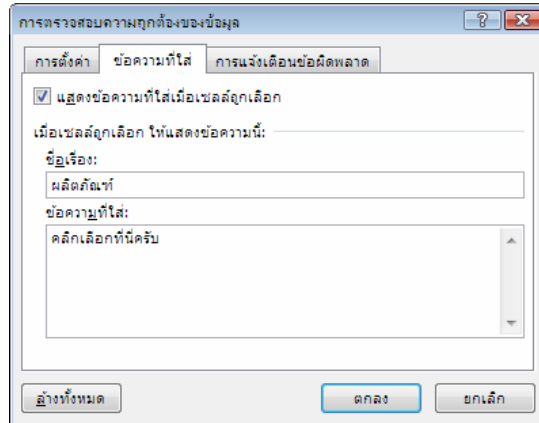 การตรวจสอบความถูกต้องของข้อมูล
การตั้งค่า ข้อความที่ใส่ การแจ้งเตือนข้อผิดพลาด
แสดงข้อความที่ใส่เมื่อเซลล์ถูกเลือก
เมื่อเซลล์ถูกเลือก ให้แสดงข้อความนี้:
ชื่อเรื่อง:
ผลิตภัณฑ์
ข้อความที่ใส่:
คลิกเลือกที่นี่ครับ
ล้างทั้งหมด ตกลง ยกเลิก